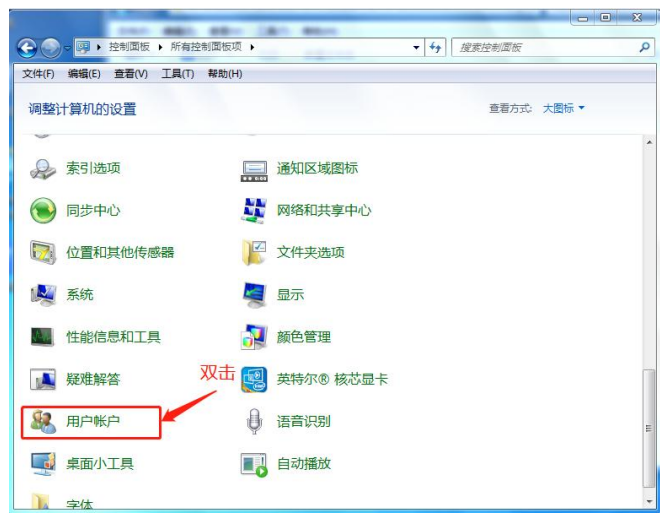 控制面板 ▸ 所有控制面板项 ▸
搜索控制面板
文件(F) 编辑(E) 查看(V) 工具(T) 帮助(H)
调整计算机的设置
查看方式: 大图标
索引选项
通知区域图标
同步中心
网络和共享中心
位置和其他传感器
文件夹选项
系统
显示
性能信息和工具
颜色管理
疑难解答
双击
英特尔® 核芯显卡
用户帐户
语音识别
桌面小工具
自动播放
字体